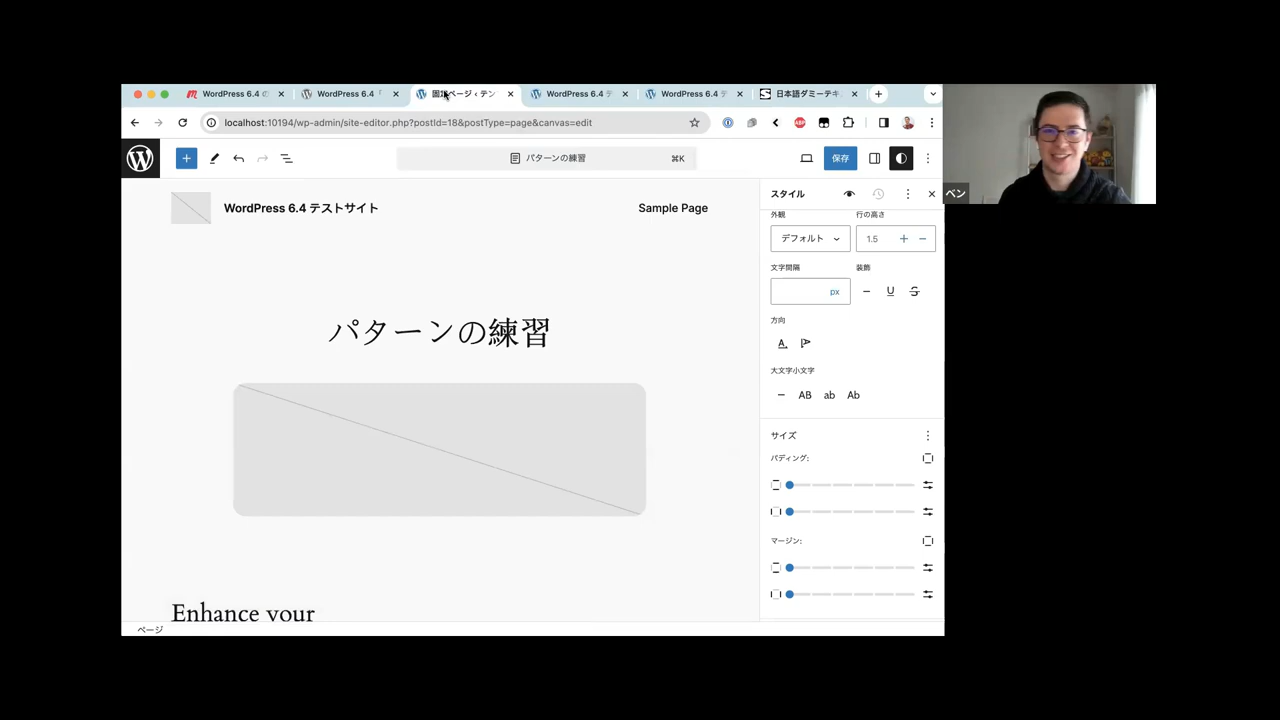 WordPress 6.4 の
WordPress 6.4 「
固定ページ ‹ テン
WordPress 6.4 テ
WordPress 6.4 テ
日本語ダミーテキ
localhost:10194/wp-admin/site-editor.php?postId=18&postType=page&canvas=edit
ABP
パターンの練習
⌘K
保存
ベン
WordPress 6.4 テストサイト
Sample Page
スタイル
外観
行の高さ
デフォルト
1.5
文字間隔
装飾
px
方向
大文字小文字
AB
ab
Ab
サイズ
パディング:
マージン:
パターンの練習
Enhance your
ページ